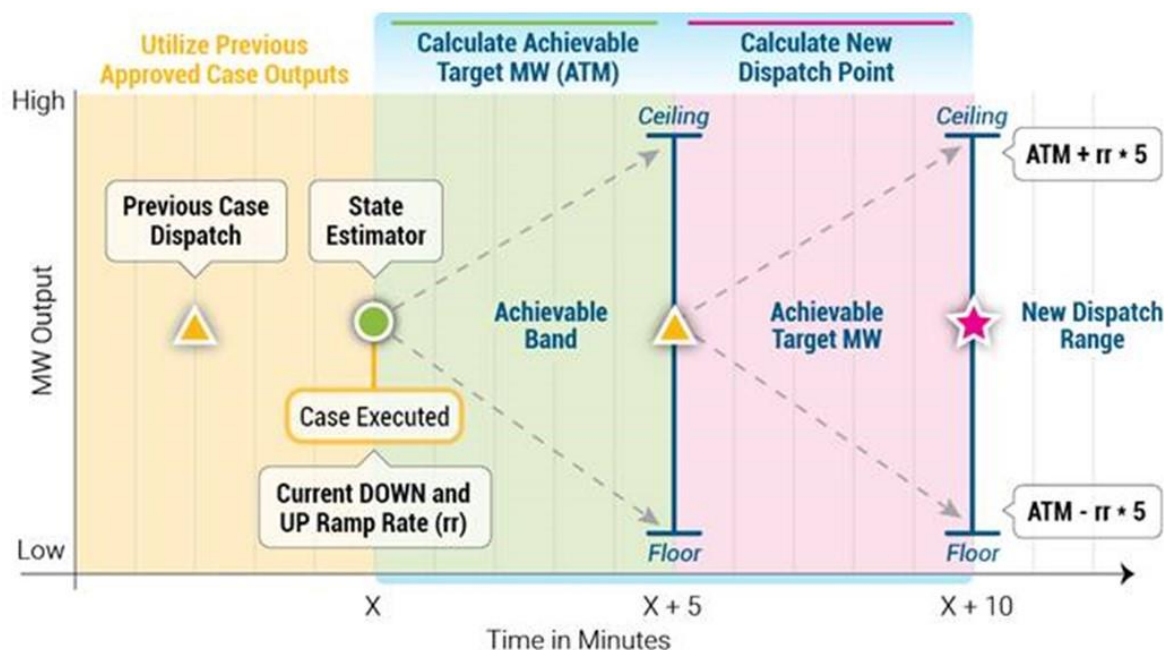 Utilize Previous
Approved Case Outputs
Calculate Achievable
Target MW (ATM)
Calculate New
Dispatch Point
High
Ceiling
Ceiling
ATM + rr * 5
Previous Case
Dispatch
State
Estimator
MW Output
Achievable
Band
Achievable
Target MW
New Dispatch
Range
Case Executed
Current DOWN and
UP Ramp Rate (rr)
ATM - rr * 5
Low
Floor
Floor
X
X + 5
X + 10
Time in Minutes